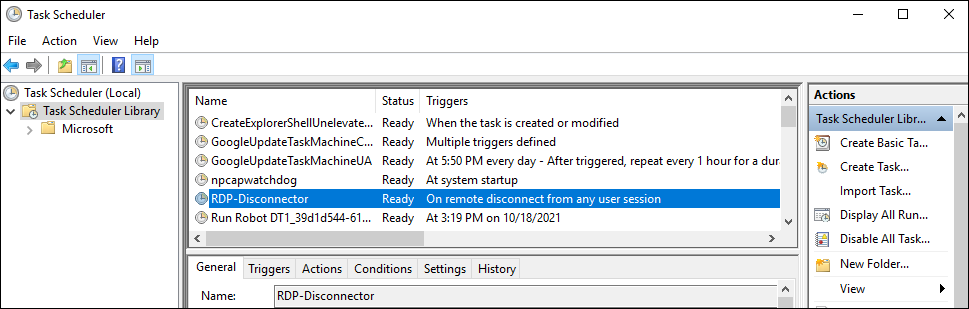 Task Scheduler
File Action View Help
Task Scheduler (Local)
Task Scheduler Library
Microsoft
Name Status Triggers
CreateExplorerShellUnelevate... Ready When the task is created or modified
GoogleUpdateTaskMachineC... Ready Multiple triggers defined
GoogleUpdateTaskMachineUA Ready At 5:50 PM every day - After triggered, repeat every 1 hour for a dur
npcapwatchdog Ready At system startup
RDP-Disconnector Ready On remote disconnect from any user session
Run Robot DT1_39d1d544-61... Ready At 3:19 PM on 10/18/2021
General Triggers Actions Conditions Settings History
Name: RDP-Disconnector
Actions
Task Scheduler Libr...
Create Basic Ta...
Create Task...
Import Task...
Display All Run...
Disable All Task...
New Folder...
View